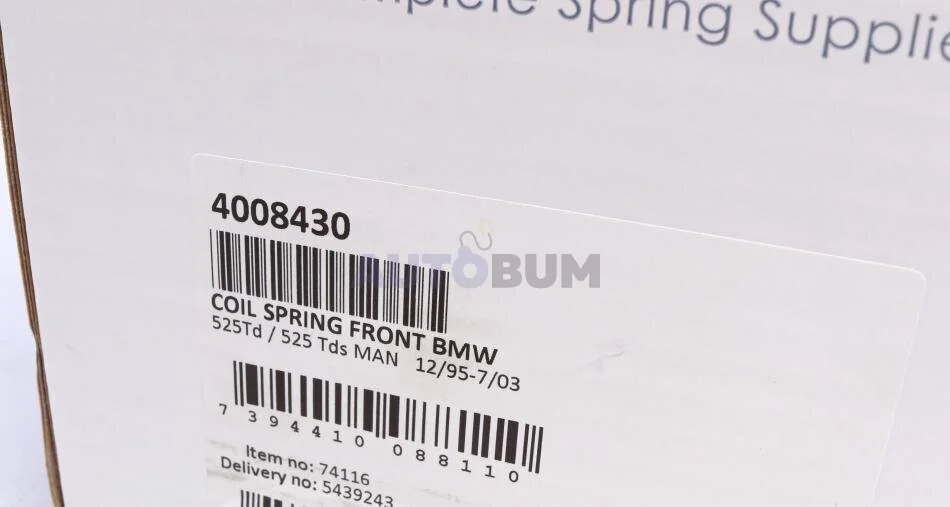 Spring
4008430
AUTOBUM
COIL SPRING FRONT BMW
525Td / 525 Tds MAN 12/95-7/03
7 394410 088110
Item no: 74116
Delivery no: 5439243